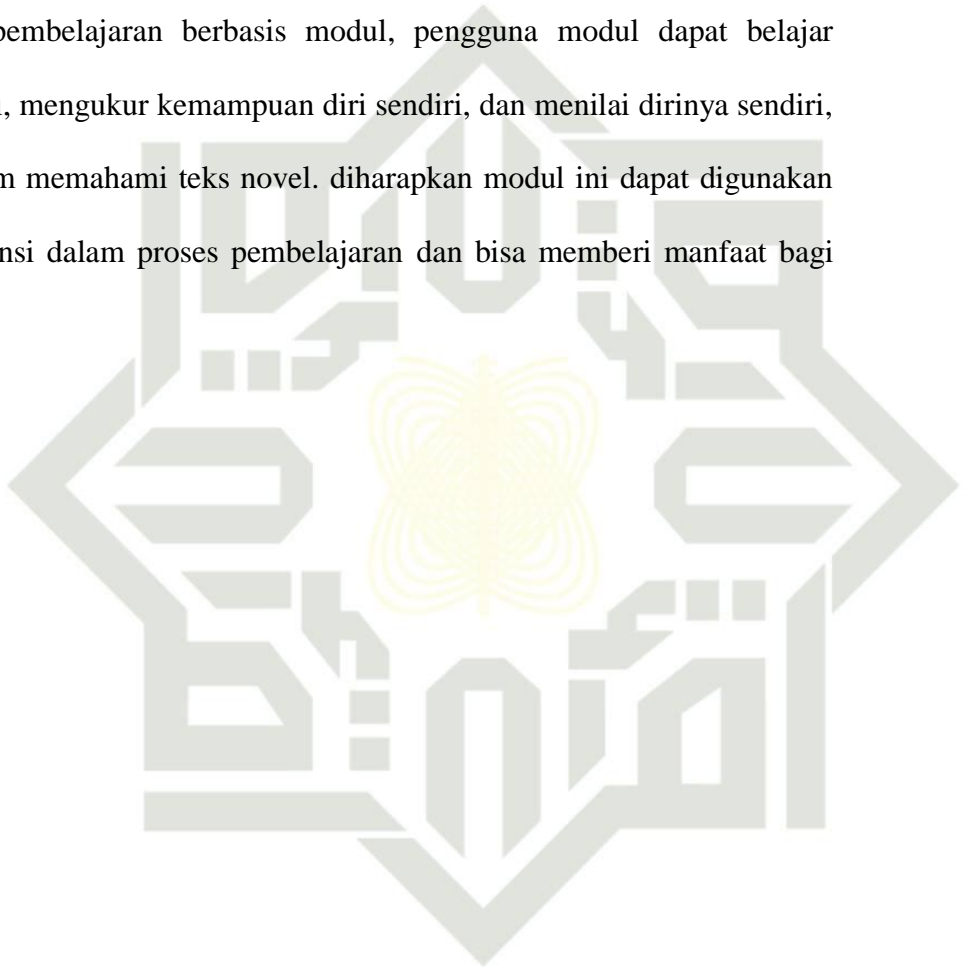 pembelajaran berbasis modul, pengguna modul dapat belajar
, mengukur kemampuan diri sendiri, dan menilai dirinya sendiri,
memahami teks novel. diharapkan modul ini dapat digunakan
dalam proses pembelajaran dan bisa memberi manfaat bagi